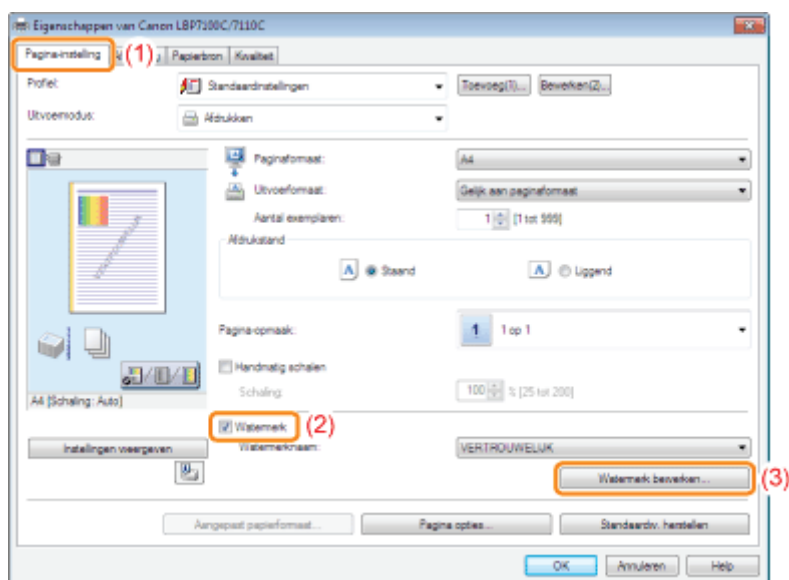 Eigenschappen van Canon LBP7100C/7110C
Pagina-instelling (1) Papierbron Kwaliteit
Profiel: Standaardinstellingen Toevoeg(1)... Bewerken(2)...
Uitvoermodus: Afdrukken
Paginaformaat: A4
Uitvoerformaat: Gelijk aan paginaformaat
Aantal exemplaren: 1 [1 tot 999]
Afdrukstand
A Staand A Liggend
VERTROUWELIJK
Pagina-opmaak: 1 1 op 1
Handmatig schalen
Schaling: 100 % [25 tot 200]
A4 [Schaling: Auto]
Watermerk (2)
Instellingen weergeven Watermerknaam: VERTROUWELIJK
Watermerk bewerken... (3)
Aangepast papierformaat... Pagina opties... Standaardw. herstellen
OK Annuleren Help